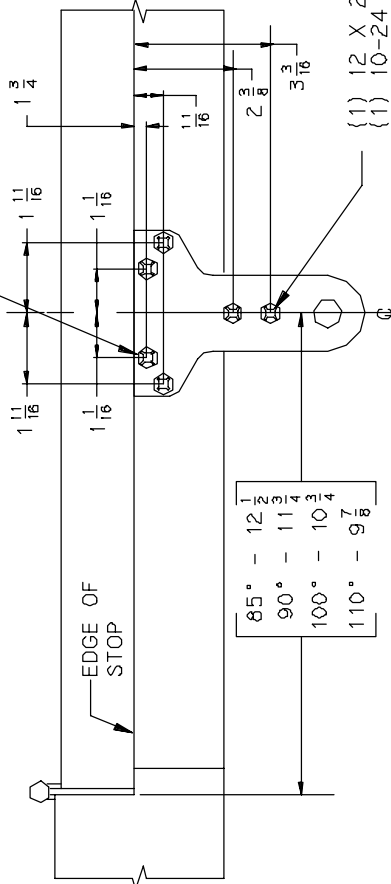 1 3/4
1 11/16
1 11/16
1 1/16
1 1/16
11/16
2 3/8
3 3/16
EDGE OF
STOP
85° - 12 1/2
90° - 11 3/4
100° - 10 3/4
110° - 9 7/8
{1} 12 X 2
{1} 10-24
℄